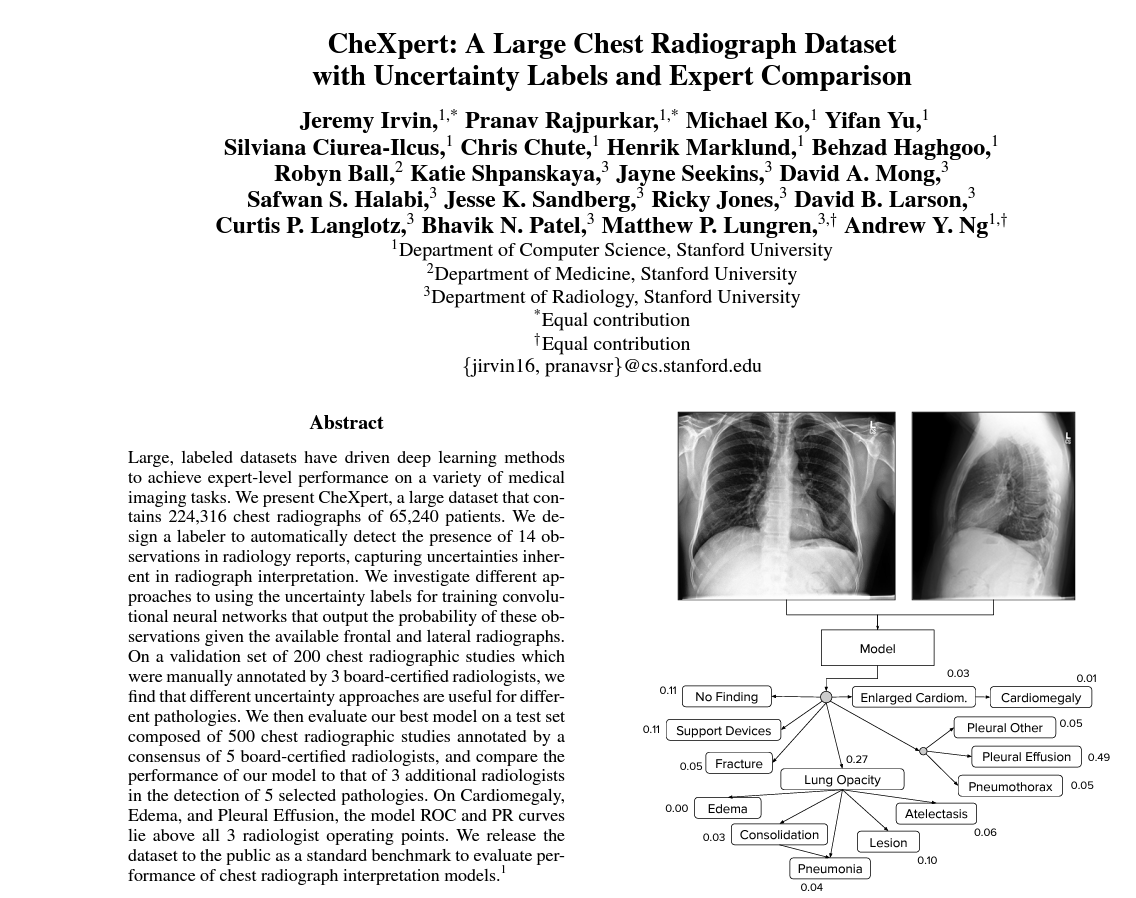 CheXpert: A Large Chest Radiograph Dataset
with Uncertainty Labels and Expert Comparison
Jeremy Irvin,1,* Pranav Rajpurkar,1,* Michael Ko,1 Yifan Yu,1
Silviana Ciurea-Ilcus,1 Chris Chute,1 Henrik Marklund,1 Behzad Haghgoo,1
Robyn Ball,2 Katie Shpanskaya,3 Jayne Seekins,3 David A. Mong,3
Safwan S. Halabi,3 Jesse K. Sandberg,3 Ricky Jones,3 David B. Larson,3
Curtis P. Langlotz,3 Bhavik N. Patel,3 Matthew P. Lungren,3,† Andrew Y. Ng1,†
1Department of Computer Science, Stanford University
2Department of Medicine, Stanford University
3Department of Radiology, Stanford University
*Equal contribution
†Equal contribution
{jirvin16, pranavsr}@cs.stanford.edu
Abstract
Large, labeled datasets have driven deep learning methods
to achieve expert-level performance on a variety of medical
imaging tasks. We present CheXpert, a large dataset that con-
tains 224,316 chest radiographs of 65,240 patients. We de-
sign a labeler to automatically detect the presence of 14 ob-
servations in radiology reports, capturing uncertainties inher-
ent in radiograph interpretation. We investigate different ap-
proaches to using the uncertainty labels for training convolu-
tional neural networks that output the probability of these ob-
servations given the available frontal and lateral radiographs.
On a validation set of 200 chest radiographic studies which
were manually annotated by 3 board-certified radiologists, we
find that different uncertainty approaches are useful for differ-
ent pathologies. We then evaluate our best model on a test set
composed of 500 chest radiographic studies annotated by a
consensus of 5 board-certified radiologists, and compare the
performance of our model to that of 3 additional radiologists
in the detection of 5 selected pathologies. On Cardiomegaly,
Edema, and Pleural Effusion, the model ROC and PR curves
lie above all 3 radiologist operating points. We release the
dataset to the public as a standard benchmark to evaluate per-
formance of chest radiograph interpretation models.1
L
L
Model
0.03
0.01
0.11 No Finding
Enlarged Cardiom.
Cardiomegaly
0.11 Support Devices
Pleural Other 0.05
0.05 Fracture
0.27
Pleural Effusion 0.49
Lung Opacity
Pneumothorax 0.05
0.00 Edema
Atelectasis
0.06
0.03 Consolidation
Lesion
0.10
Pneumonia
0.04